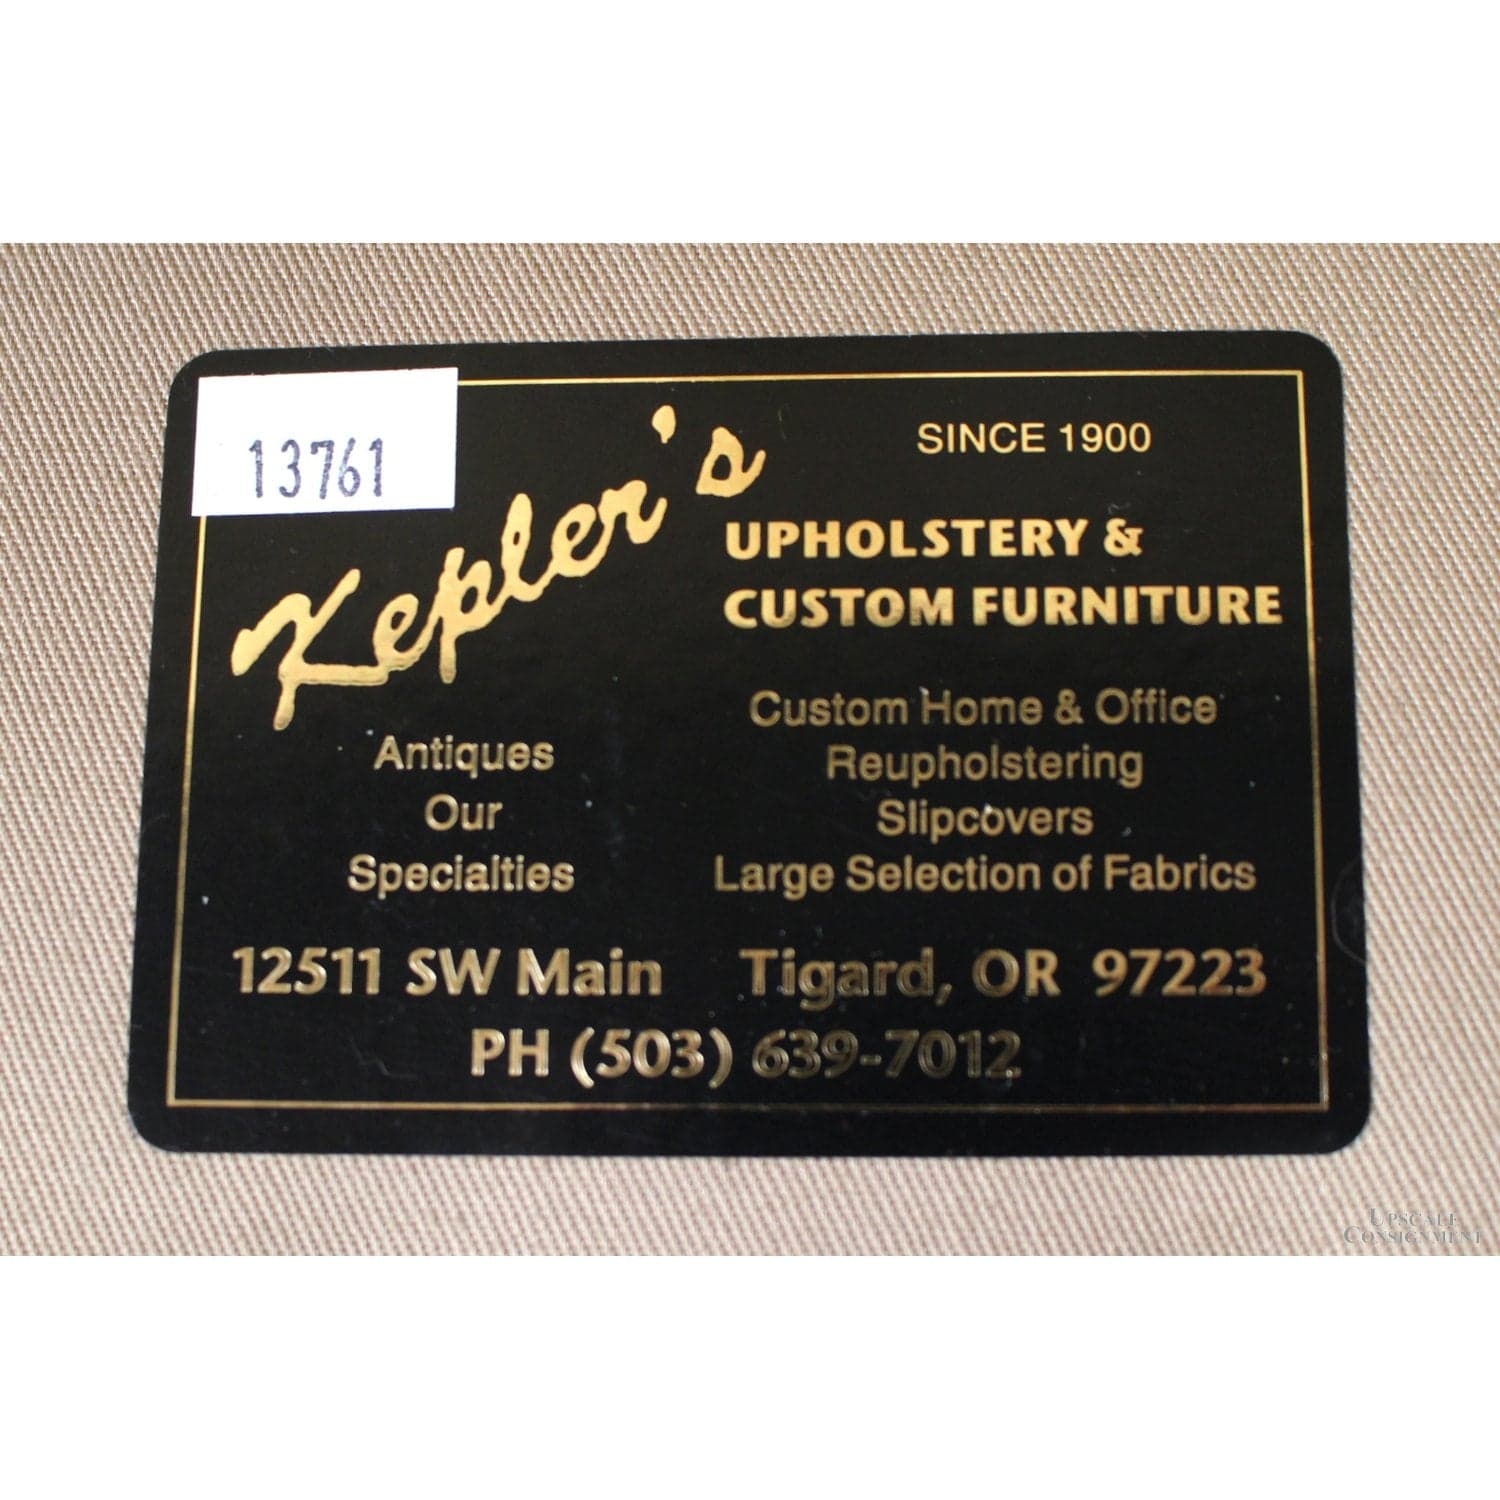 13761
Kepler's
SINCE 1900
UPHOLSTERY &
CUSTOM FURNITURE
Antiques
Our
Specialties
Custom Home & Office
Reupholstering
Slipcovers
Large Selection of Fabrics
12511 SW Main Tigard, OR 97223
PH (503) 639-7012
UPSCALE
CONSIGNMENT